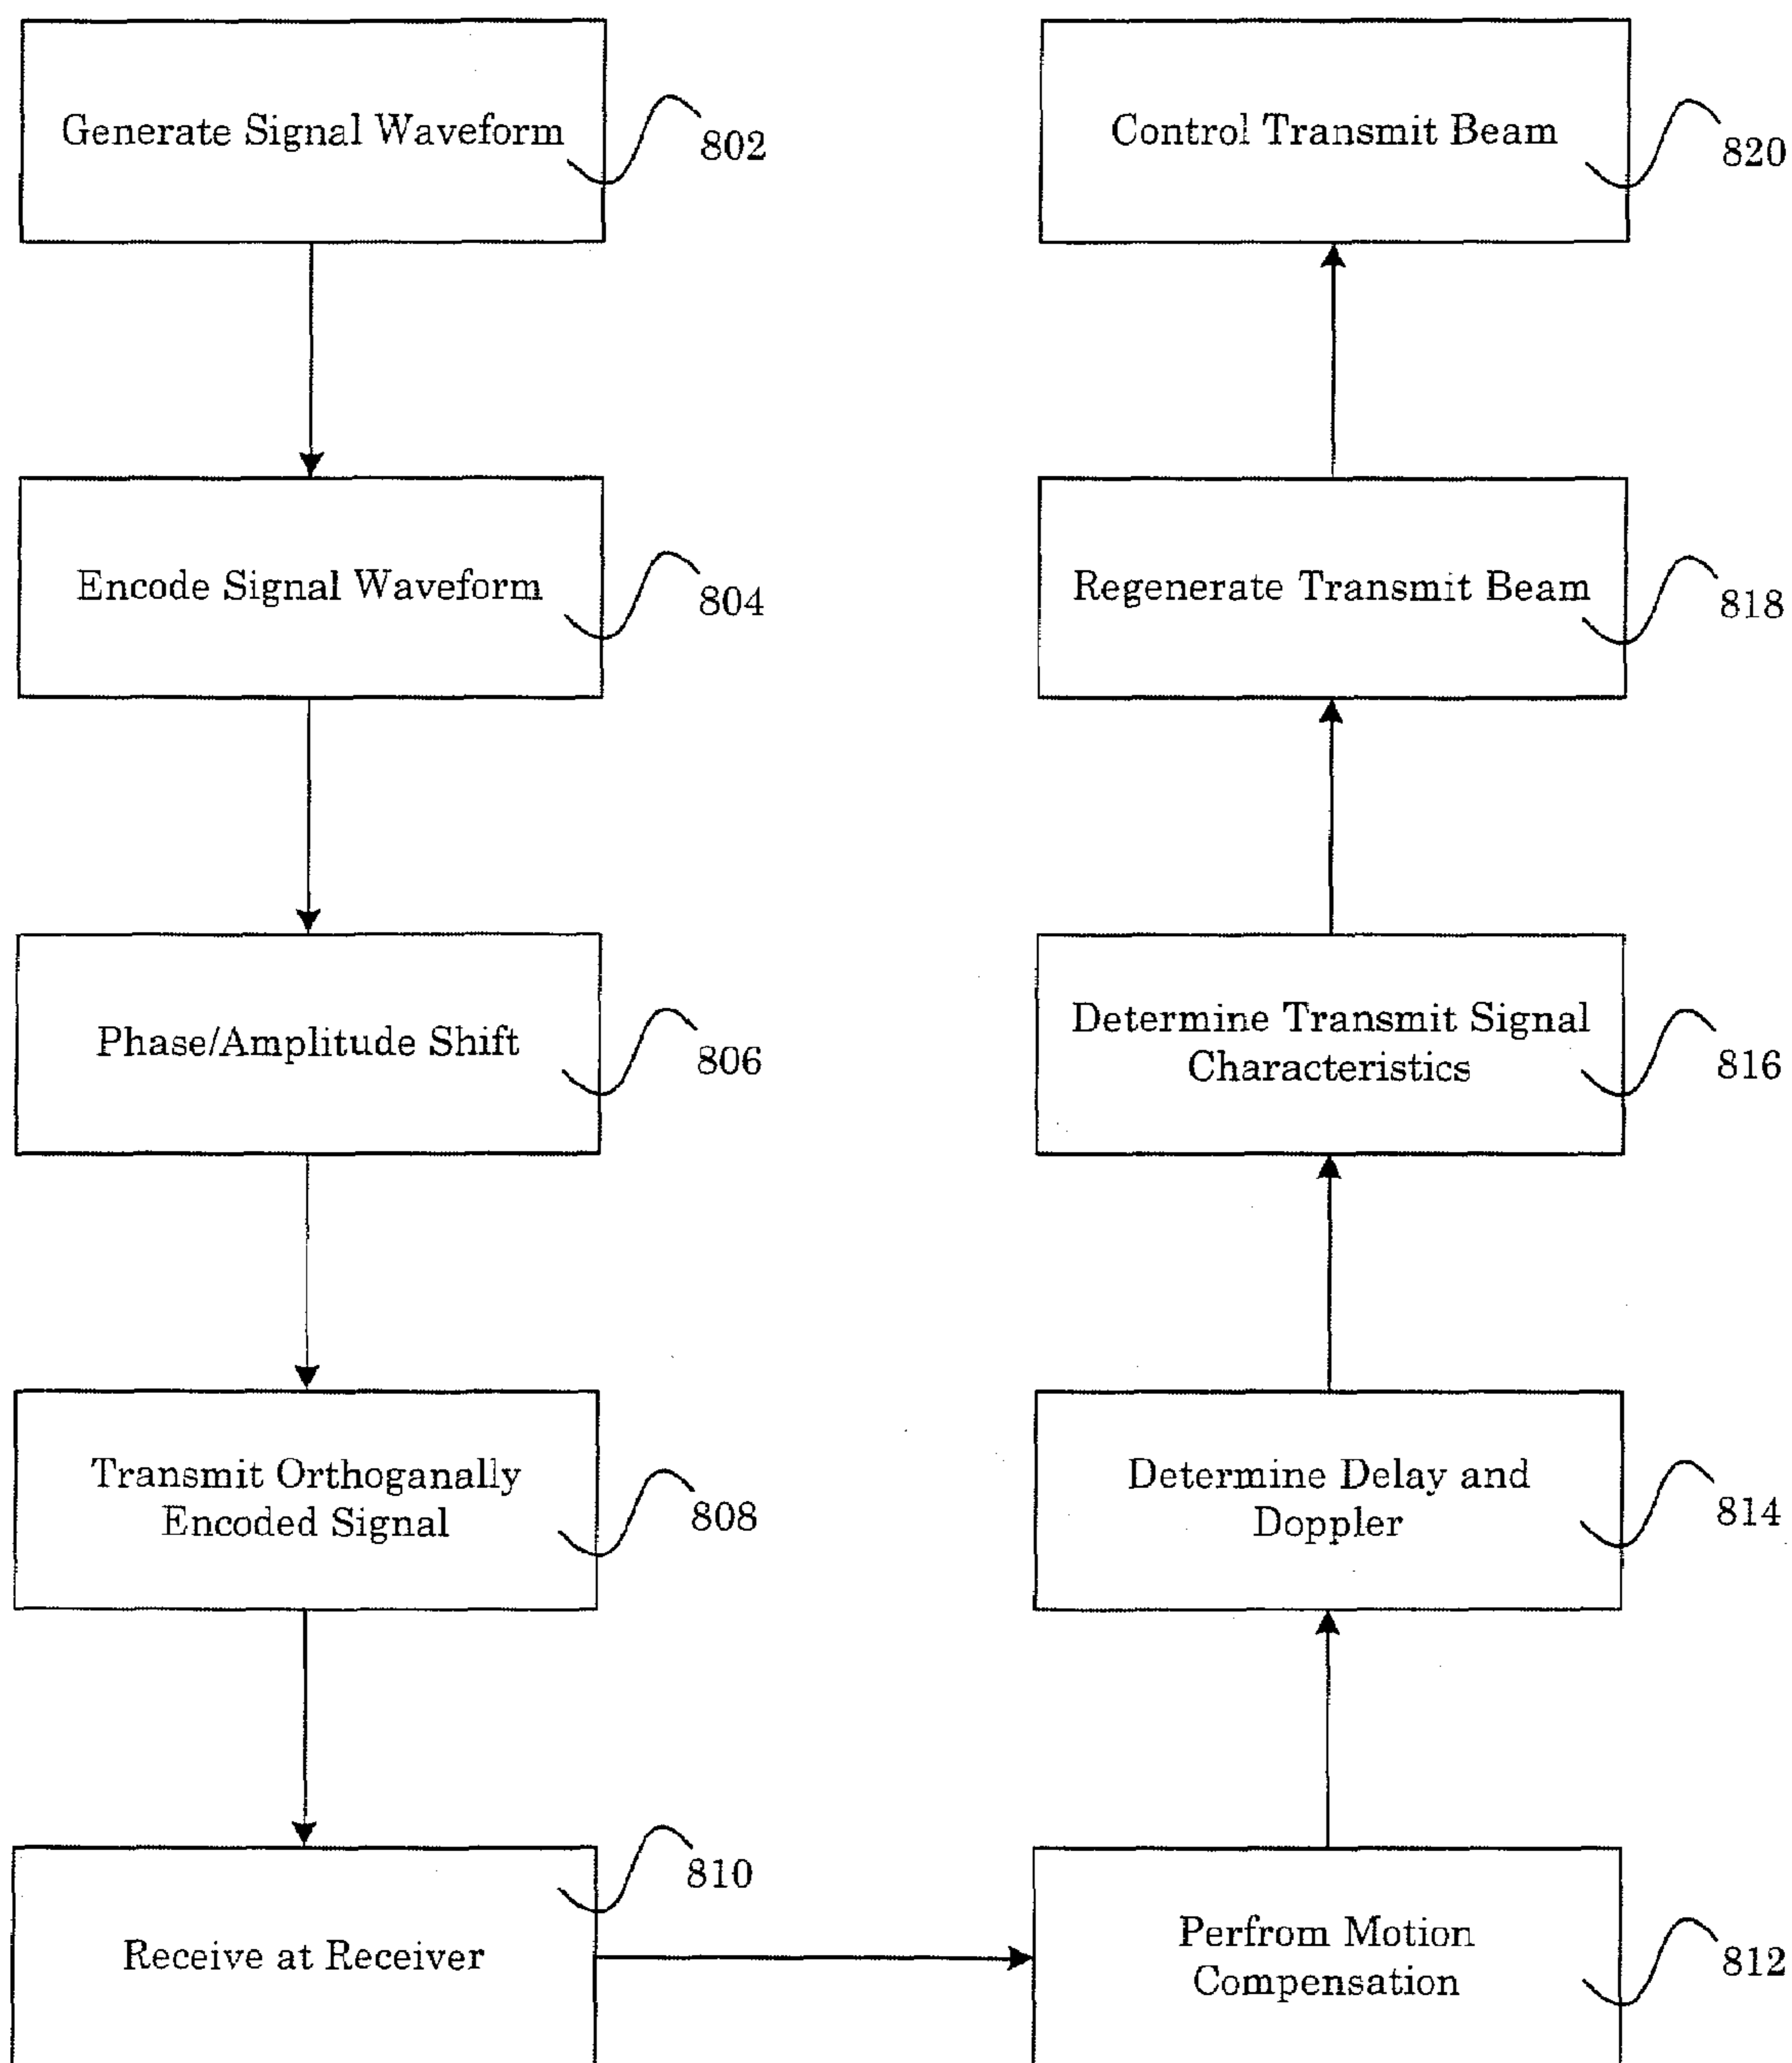 Generate Signal Waveform
802
Encode Signal Waveform
804
Phase/Amplitude Shift
806
Transmit Orthoganally
Encoded Signal
808
Receive at Receiver
810
Perfrom Motion
Compensation
812
Determine Delay and
Doppler
814
Determine Transmit Signal
Characteristics
816
Regenerate Transmit Beam
818
Control Transmit Beam
820